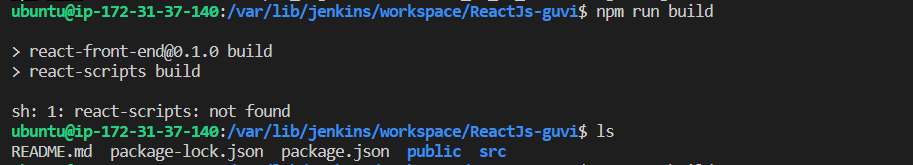 ubuntu@ip-172-31-37-140:/var/lib/jenkins/workspace/ReactJs-guvi$ npm run build
> react-front-end@0.1.0 build
> react-scripts build
sh: 1: react-scripts: not found
ubuntu@ip-172-31-37-140:/var/lib/jenkins/workspace/ReactJs-guvi$ ls
README.md package-lock.json package.json public src